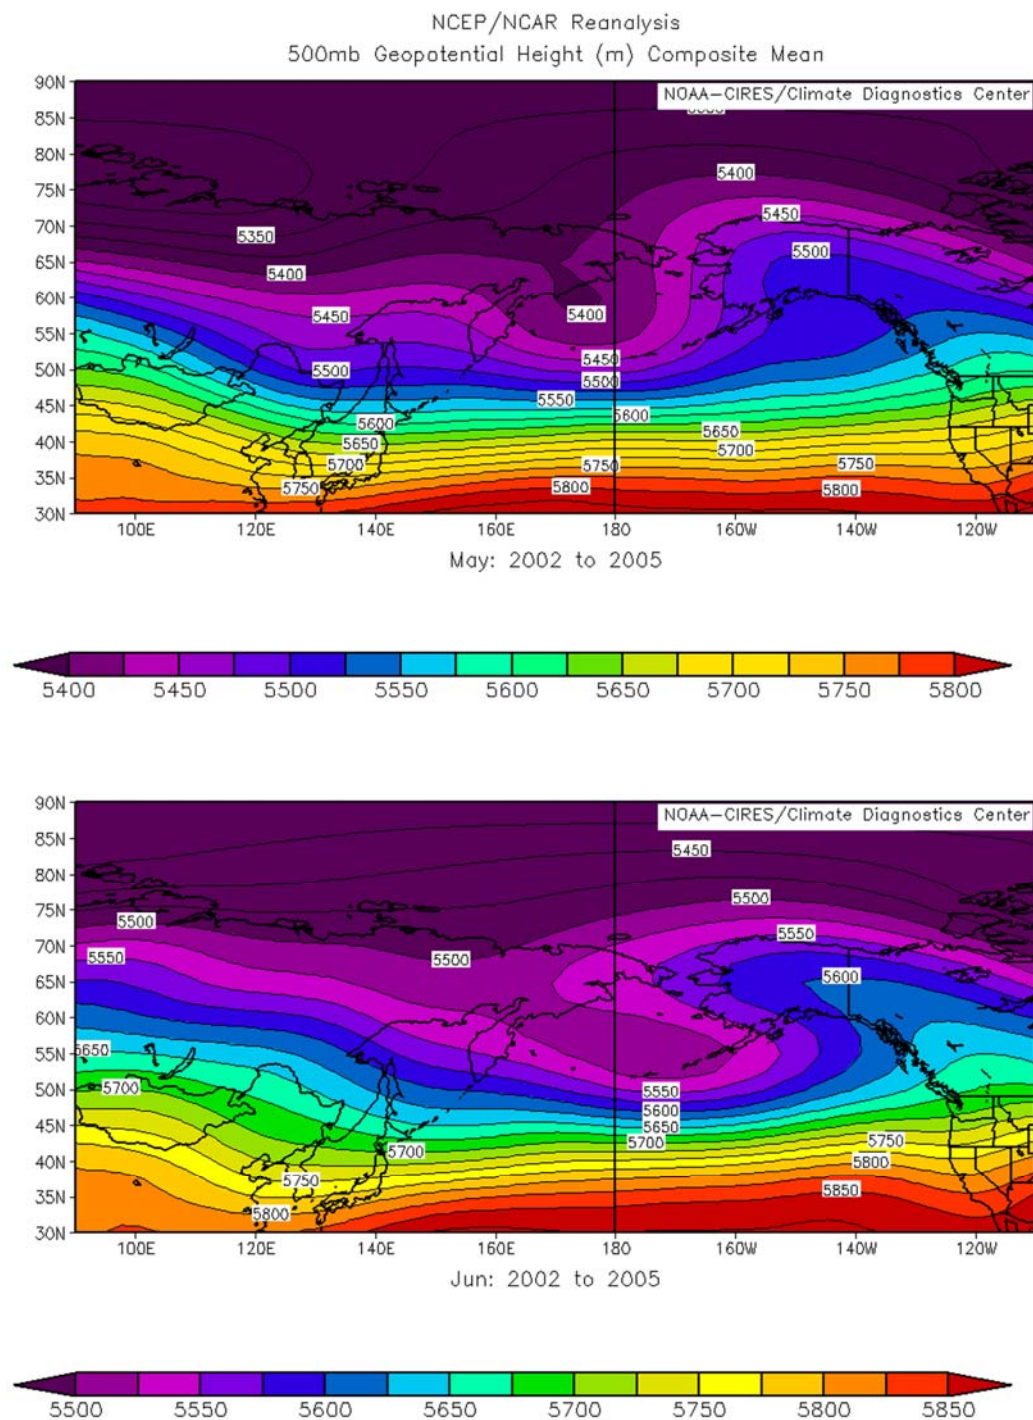 NCEP/NCAR Reanalysis
500mb Geopotential Height (m) Composite Mean
90N
NOAA-CIRES/Climate Diagnostics Center
85N
80N
75N
5400
70N
5450
5350
65N
5500
5400
60N
5400
55N
5450
5450
50N
5500
5500
45N
5550
5600
5600
40N
5650
5650
5700
5700
35N
5750
5750
5750
5800
5800
30N
100E 120E 140E 160E 180 160W 140W 120W
May: 2002 to 2005
5400 5450 5500 5550 5600 5650 5700 5750 5800
90N
NOAA-CIRES/Climate Diagnostics Center
85N
5450
80N
5500
75N
5500
5550
70N
5550
5500
5600
65N
60N
55N
5650
50N
5700
5550
5600
45N
5650
5700
5700
5750
40N
5750
5800
35N
5800
5850
30N
100E 120E 140E 160E 180 160W 140W 120W
Jun: 2002 to 2005
5500 5550 5600 5650 5700 5750 5800 5850